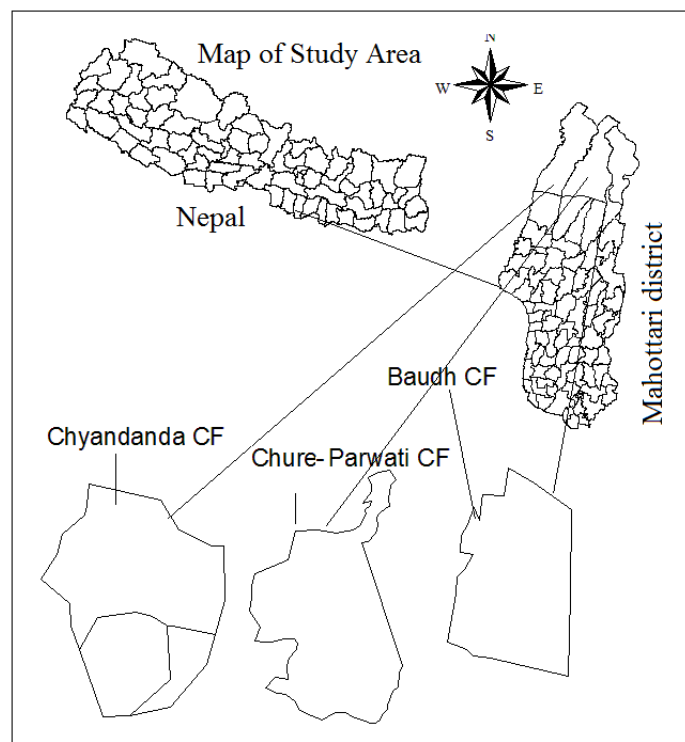 Map of Study Area
N
W
E
S
Nepal
Mahottari district
Baudh CF
Chyandanda CF
Chure-Parwati CF